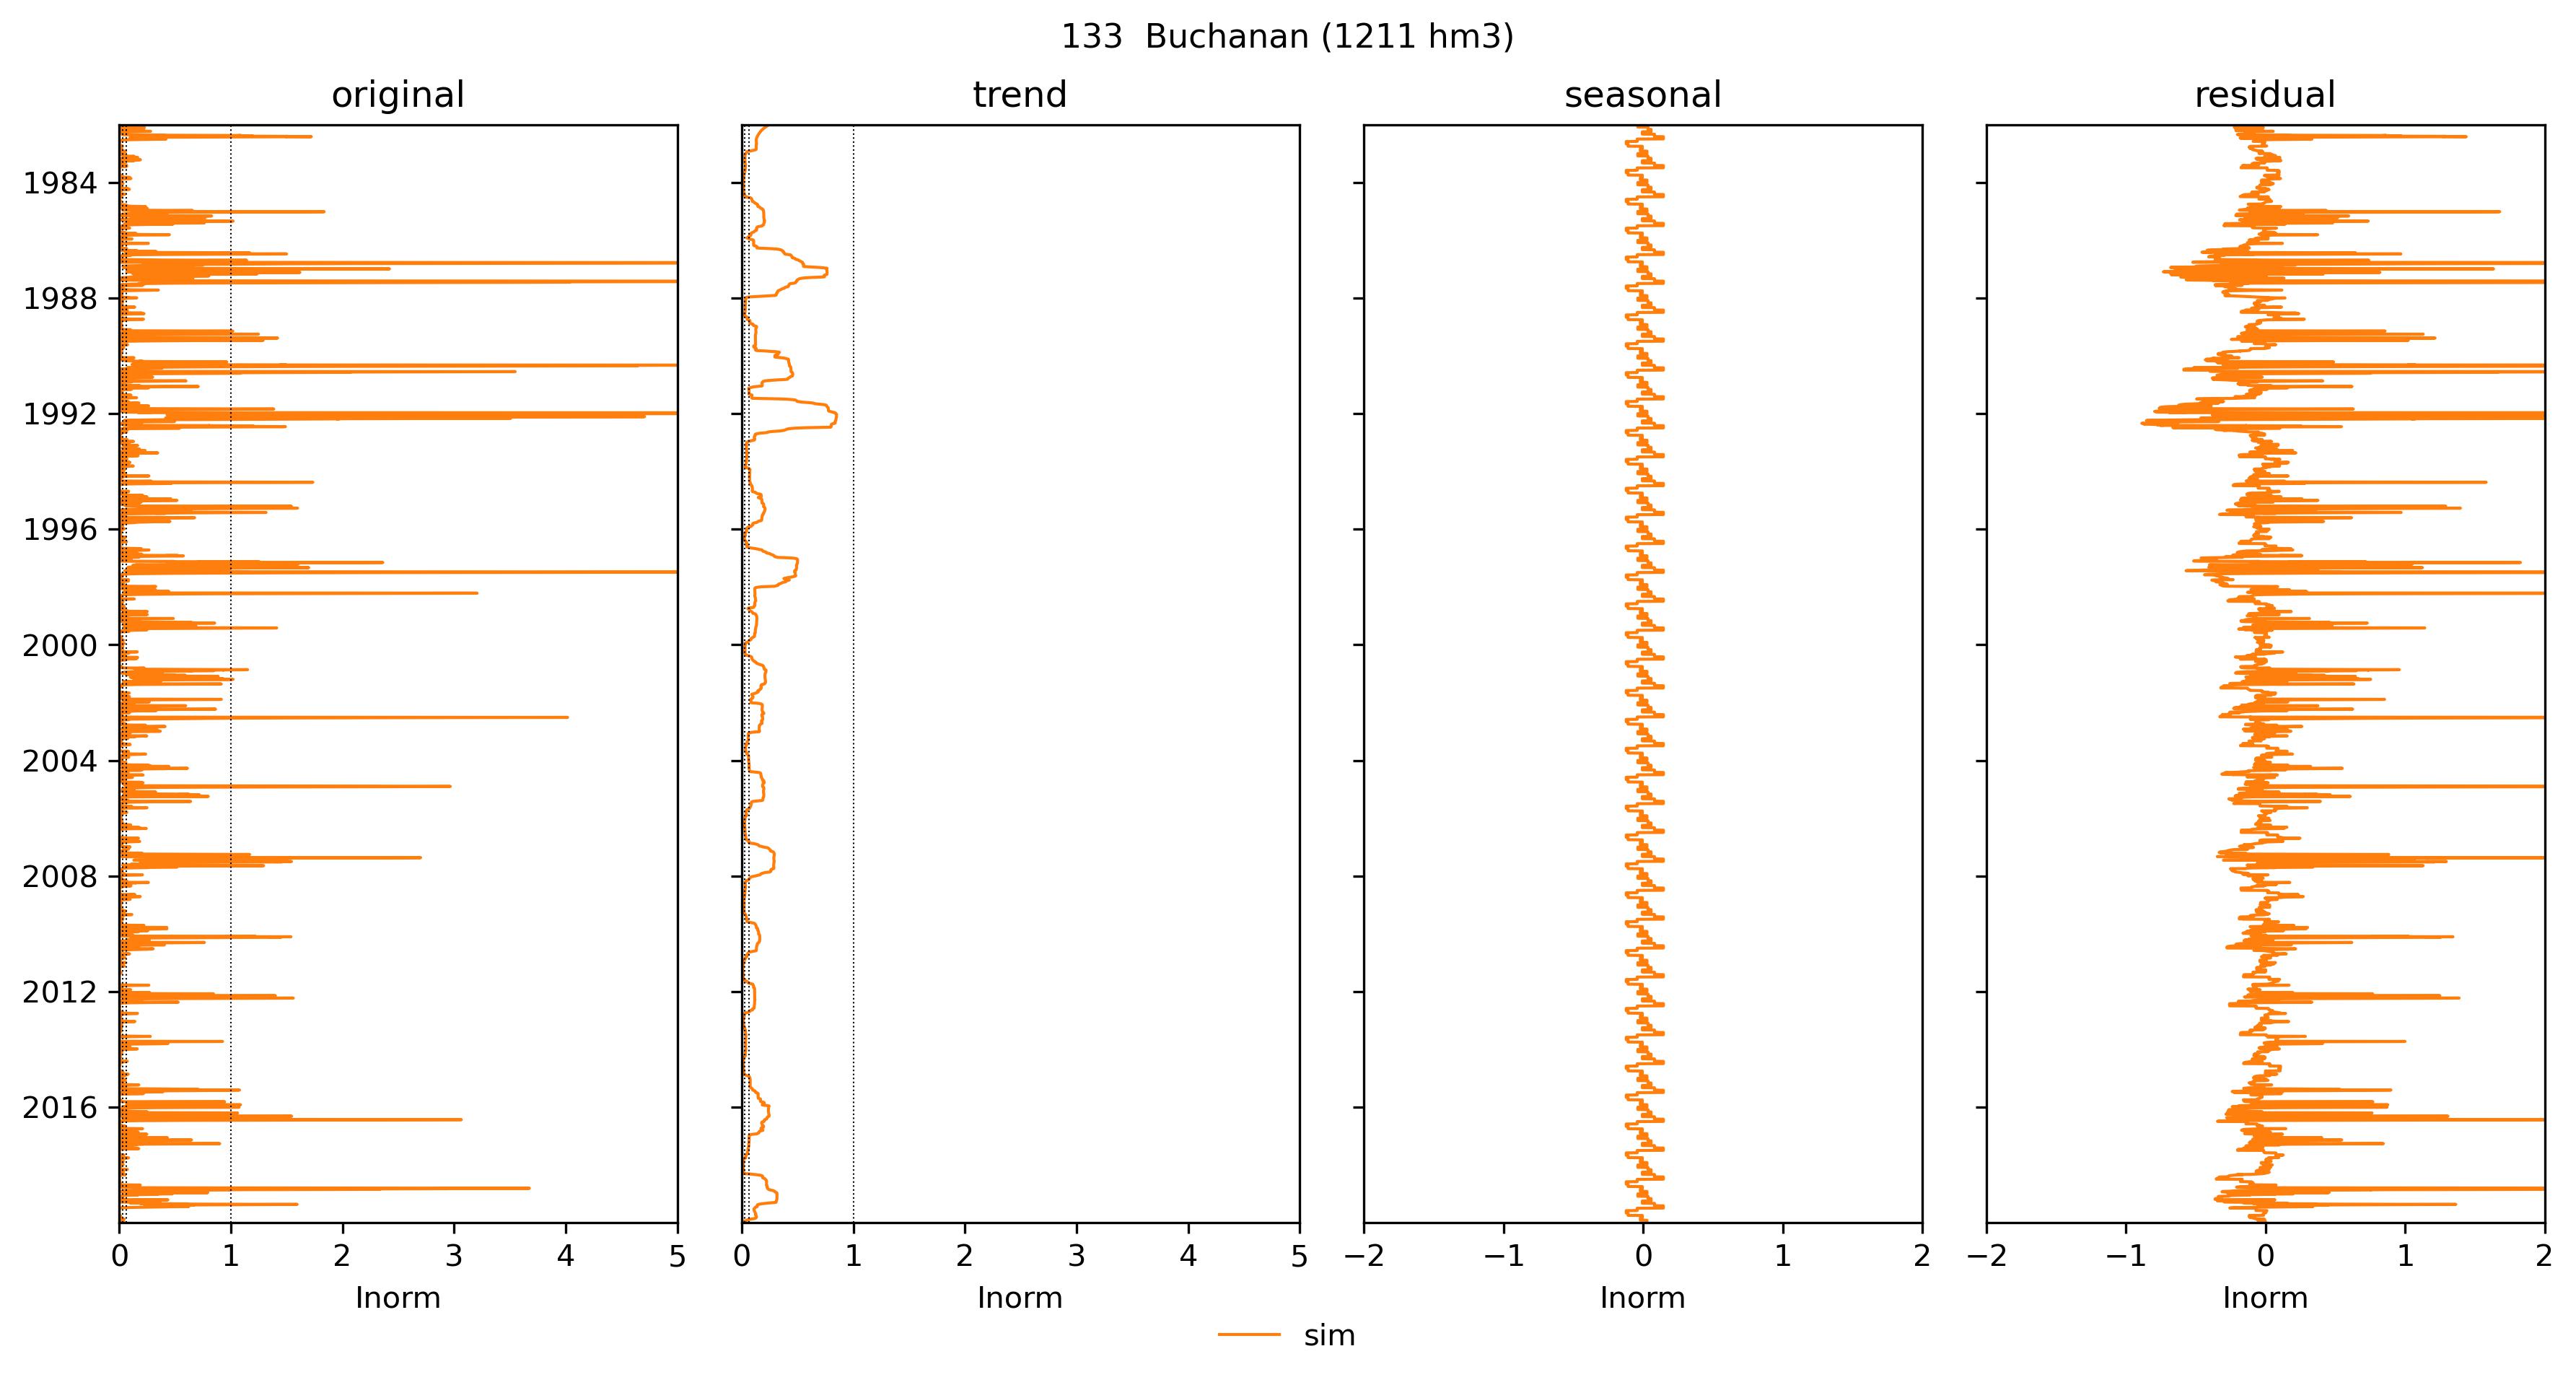 133  Buchanan (1211 hm3)
original
trend
seasonal
residual
1984
1988
1992
1996
2000
2004
2008
2012
2016
0 1 2 3 4 5
0 1 2 3 4 5
−2 −1 0 1 2
−2 −1 0 1 2
Inorm
Inorm
Inorm
Inorm
sim